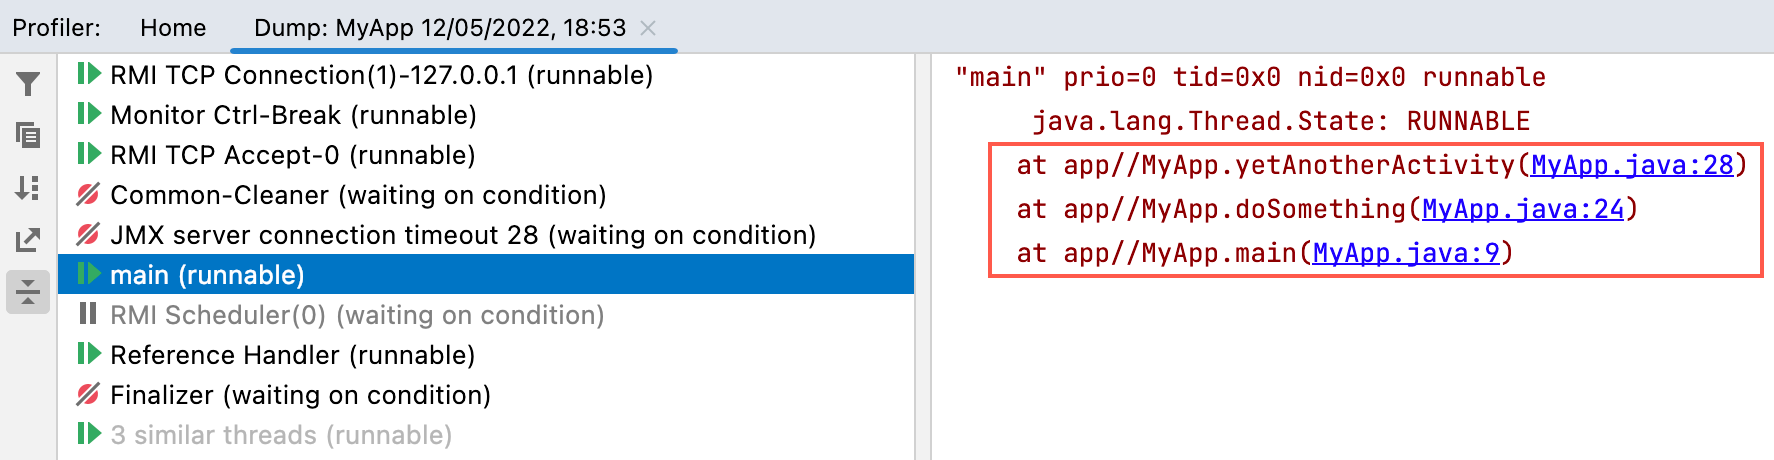 Profiler: Home Dump: MyApp 12/05/2022, 18:53
RMI TCP Connection(1)-127.0.0.1 (runnable)
Monitor Ctrl-Break (runnable)
RMI TCP Accept-0 (runnable)
Common-Cleaner (waiting on condition)
JMX server connection timeout 28 (waiting on condition)
main (runnable)
RMI Scheduler(0) (waiting on condition)
Reference Handler (runnable)
Finalizer (waiting on condition)
3 similar threads (runnable)
"main" prio=0 tid=0x0 nid=0x0 runnable
java.lang.Thread.State: RUNNABLE
at app//MyApp.yetAnotherActivity(MyApp.java:28)
at app//MyApp.doSomething(MyApp.java:24)
at app//MyApp.main(MyApp.java:9)